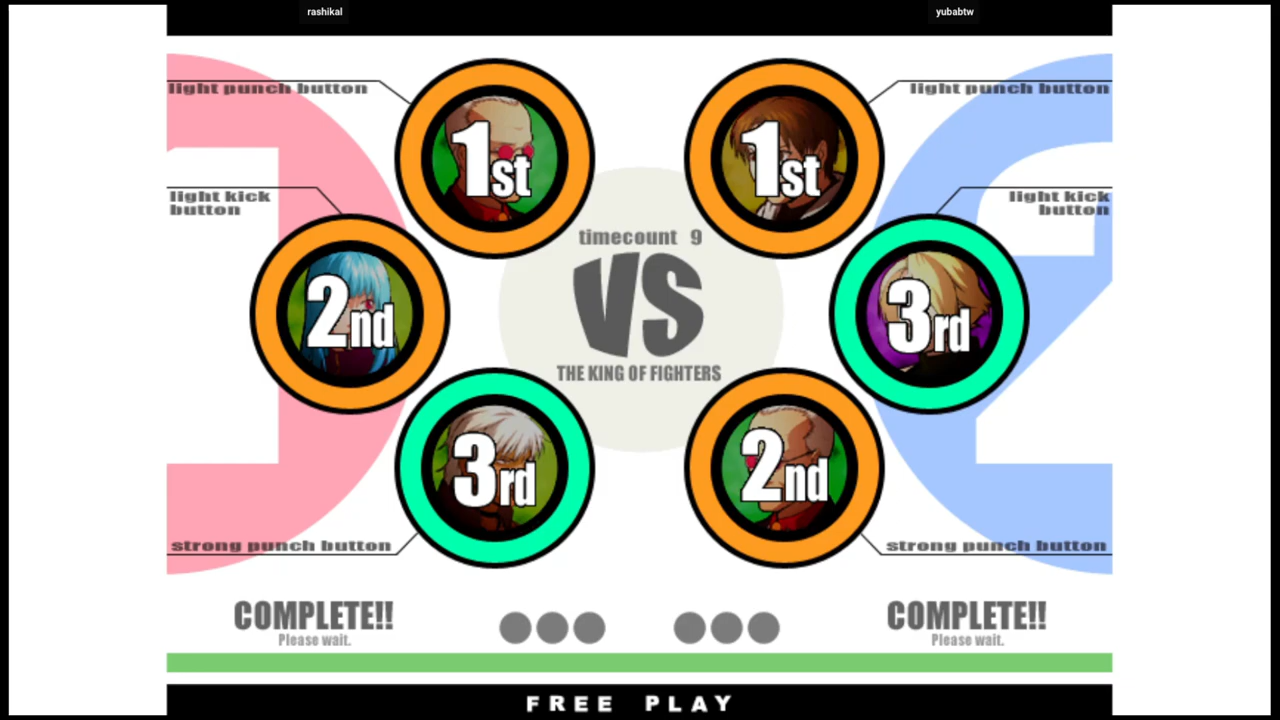 rashikal
yubabtw
light punch button
light punch button
1st
1st
light kick
button
light kick
button
timecount 9
VS
THE KING OF FIGHTERS
2nd
3rd
3rd
2nd
strong punch button
strong punch button
COMPLETE!!
Please wait.
COMPLETE!!
Please wait.
FREE PLAY